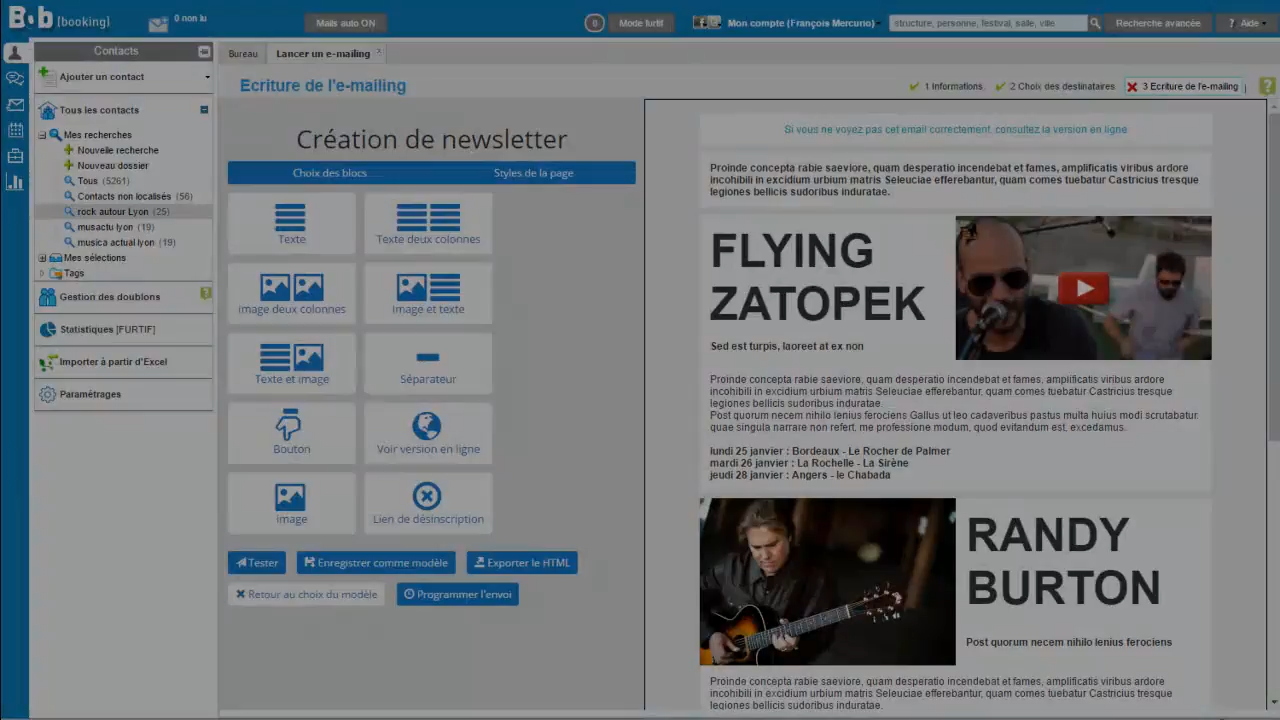 Bob [booking]
0 non lu
Mails auto ON
0
Mode furtif
Mon compte (François Mercurio)
structure, personne, festival, salle, ville.
Recherche avancée
? Aide
Contacts
Ajouter un contact
Tous les contacts
Mes recherches
Nouvelle recherche
Nouveau dossier
Tous (5261)
Contacts non localisés (56)
rock autour Lyon (25)
musactu lyon (19)
musica actual lyon (19)
Mes sélections
Tags
Gestion des doublons
?
Statistiques [FURTIF]
Importer à partir d'Excel
Paramétrages
Bureau
Lancer un e-mailing
Ecriture de l'e-mailing
1 Informations
2 Choix des destinataires
3 Ecriture de l'e-mailing
?
Création de newsletter
Choix des blocs
Styles de la page
Texte
Texte deux colonnes
Image deux colonnes
Image et texte
Texte et image
Séparateur
Bouton
Voir version en ligne
Image
Lien de désinscription
Tester
Enregistrer comme modèle
Exporter le HTML
Retour au choix du modèle
Programmer l'envoi
Si vous ne voyez pas cet email correctement, consultez la version en ligne
Proinde concepta rabie saeviore, quam desperatio incendebat et fames, amplificatis viribus ardore
incohibili in excidium urbium matris Seleuciae efferebantur, quam comes tuebatur Castricius tresque
legiones bellicis sudoribus induratae.
FLYING
ZATOPEK
Sed est turpis, laoreet at ex non
Proinde concepta rabie saeviore, quam desperatio incendebat et fames, amplificatis viribus ardore
incohibili in excidium urbium matris Seleuciae efferebantur, quam comes tuebatur Castricius tresque
legiones bellicis sudoribus induratae.
Post quorum necem nihilo lenius ferociens Gallus ut leo cadaveribus pastus multa huius modi scrutabatur.
quae singula narrare non refert, me professione modum, quod evitandum est, excedamus.
lundi 25 janvier : Bordeaux - Le Rocher de Palmer
mardi 26 janvier : La Rochelle - La Sirène
jeudi 28 janvier : Angers - le Chabada
RANDY
BURTON
Post quorum necem nihilo lenius ferociens
Proinde concepta rabie saeviore, quam desperatio incendebat et fames, amplificatis viribus ardore
incohibili in excidium urbium matris Seleuciae efferebantur, quam comes tuebatur Castricius tresque
legiones bellicis sudoribus induratae.